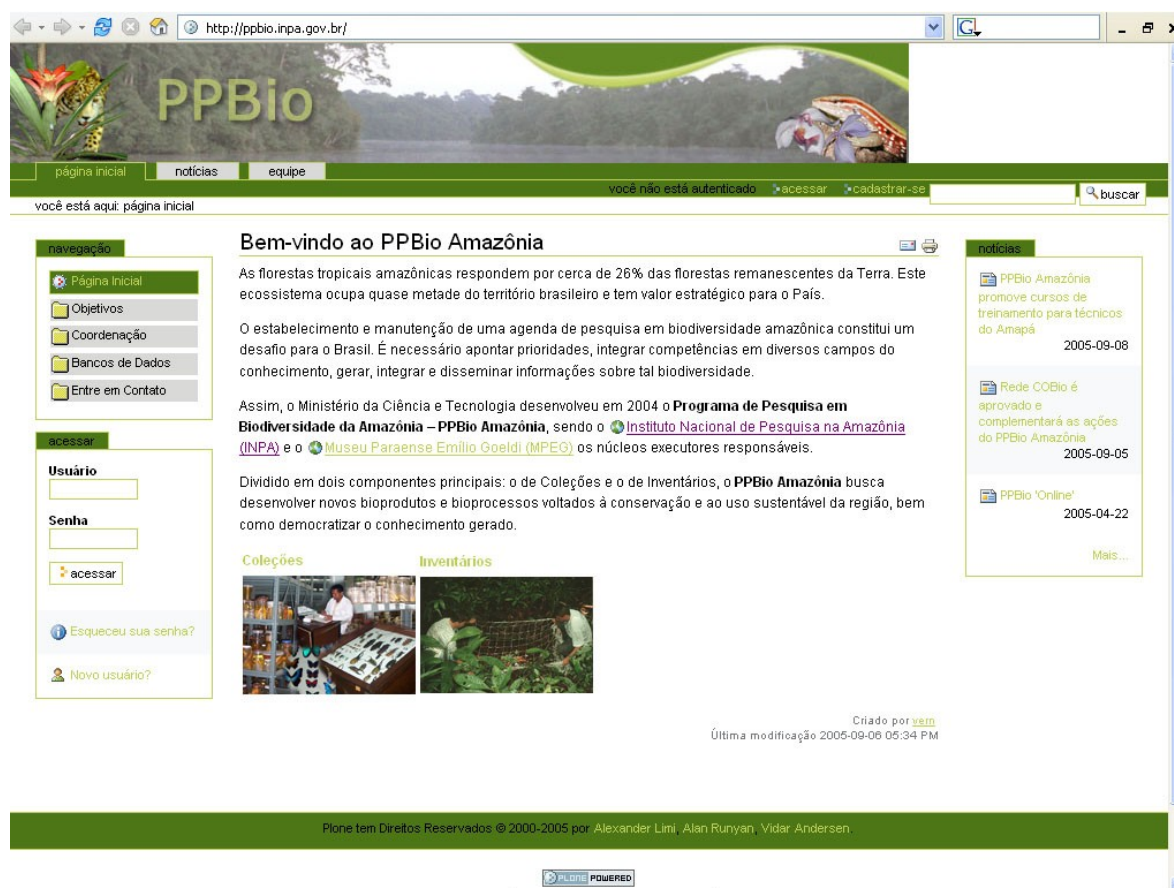 http://ppbio.inpa.gov.br/
G
PPBio
página inicial
notícias
equipe
você não está autenticado
acessar
cadastrar-se
buscar
você está aqui: página inicial
navegação
Página Inicial
Objetivos
Coordenação
Bancos de Dados
Entre em Contato
acessar
Usuário
Senha
acessar
Esqueceu sua senha?
Novo usuário?
Bem-vindo ao PPBio Amazônia
As florestas tropicais amazônicas respondem por cerca de 26% das florestas remanescentes da Terra. Este
ecossistema ocupa quase metade do território brasileiro e tem valor estratégico para o País.
O estabelecimento e manutenção de uma agenda de pesquisa em biodiversidade amazônica constitui um
desafio para o Brasil. É necessário apontar prioridades, integrar competências em diversos campos do
conhecimento, gerar, integrar e disseminar informações sobre tal biodiversidade.
Assim, o Ministério da Ciência e Tecnologia desenvolveu em 2004 o Programa de Pesquisa em
Biodiversidade da Amazônia – PPBio Amazônia, sendo o Instituto Nacional de Pesquisa na Amazônia
(INPA) e o Museu Paraense Emílio Goeldi (MPEG) os núcleos executores responsáveis.
Dividido em dois componentes principais: o de Coleções e o de Inventários, o PPBio Amazônia busca
desenvolver novos bioprodutos e bioprocessos voltados à conservação e ao uso sustentável da região, bem
como democratizar o conhecimento gerado.
Coleções
Inventários
Criado por vem
Última modificação 2005-09-06 05:34 PM
notícias
PPBio Amazônia
promove cursos de
treinamento para técnicos
do Amapá
2005-09-08
Rede COBio é
aprovado e
complementará as ações
do PPBio Amazônia
2005-09-05
PPBio 'Online'
2005-04-22
Mais...
Plone tem Direitos Reservados © 2000-2005 por Alexander Limi, Alan Runyan, Vidar Andersen.
PLONE POWERED